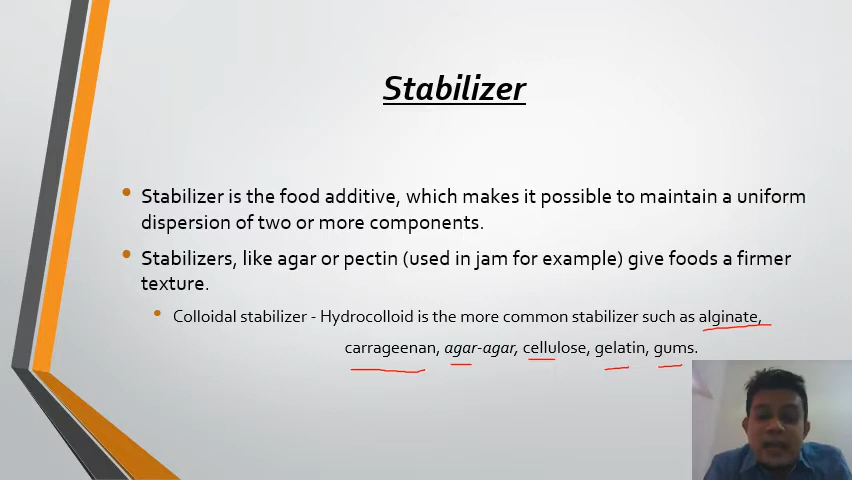 Stabilizer
Stabilizer is the food additive, which makes it possible to maintain a uniform
dispersion of two or more components.
Stabilizers, like agar or pectin (used in jam for example) give foods a firmer
texture.
Colloidal stabilizer - Hydrocolloid is the more common stabilizer such as alginate,
carrageenan, agar-agar, cellulose, gelatin, gums.